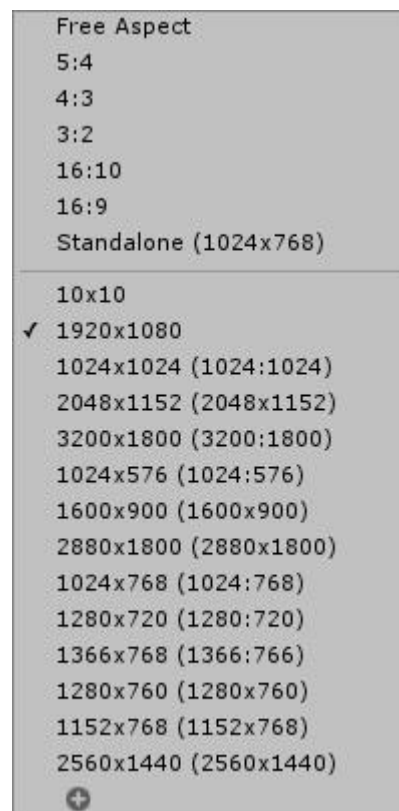 Free Aspect
5:4
4:3
3:2
16:10
16:9
Standalone (1024x768)
10x10
✓ 1920x1080
1024x1024 (1024:1024)
2048x1152 (2048x1152)
3200x1800 (3200:1800)
1024x576 (1024:576)
1600x900 (1600x900)
2880x1800 (2880x1800)
1024x768 (1024:768)
1280x720 (1280:720)
1366x768 (1366:766)
1280x760 (1280x760)
1152x768 (1152x768)
2560x1440 (2560x1440)